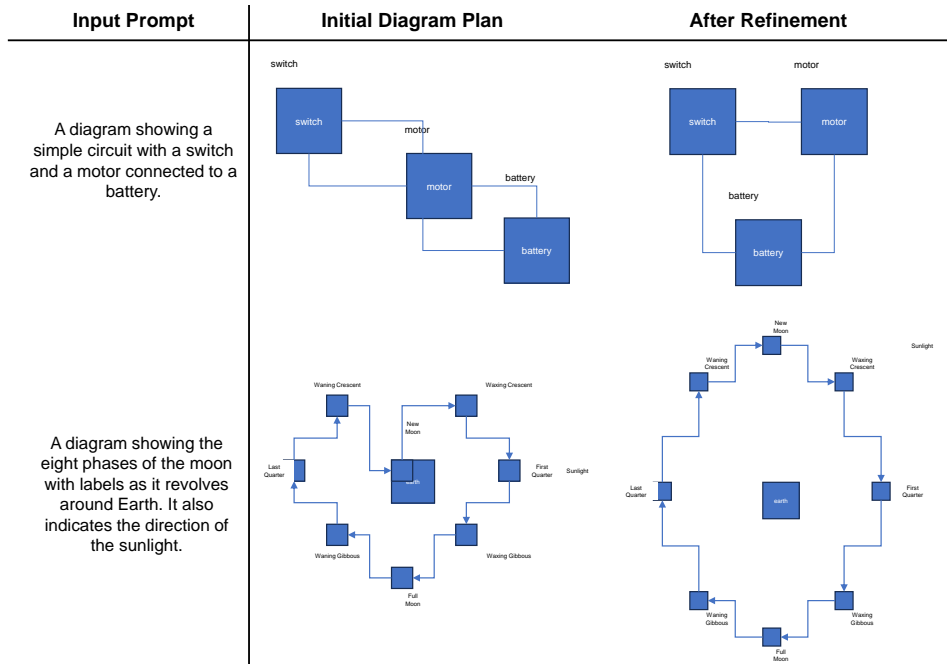 Input Prompt
Initial Diagram Plan
After Refinement
A diagram showing a
simple circuit with a switch
and a motor connected to a
battery.
switch
switch
motor
motor
battery
battery
switch
motor
switch
motor
battery
battery
A diagram showing the
eight phases of the moon
with labels as it revolves
around Earth. It also
indicates the direction of
the sunlight.
Waning Crescent
Waxing Crescent
New
Moon
Last
Quarter
earth
First
Quarter
Sunlight
Waning Gibbous
Waxing Gibbous
Full
Moon
New
Moon
Sunlight
Waning
Crescent
Waxing
Crescent
Last
Quarter
earth
First
Quarter
Waning
Gibbous
Waxing
Gibbous
Full
Moon